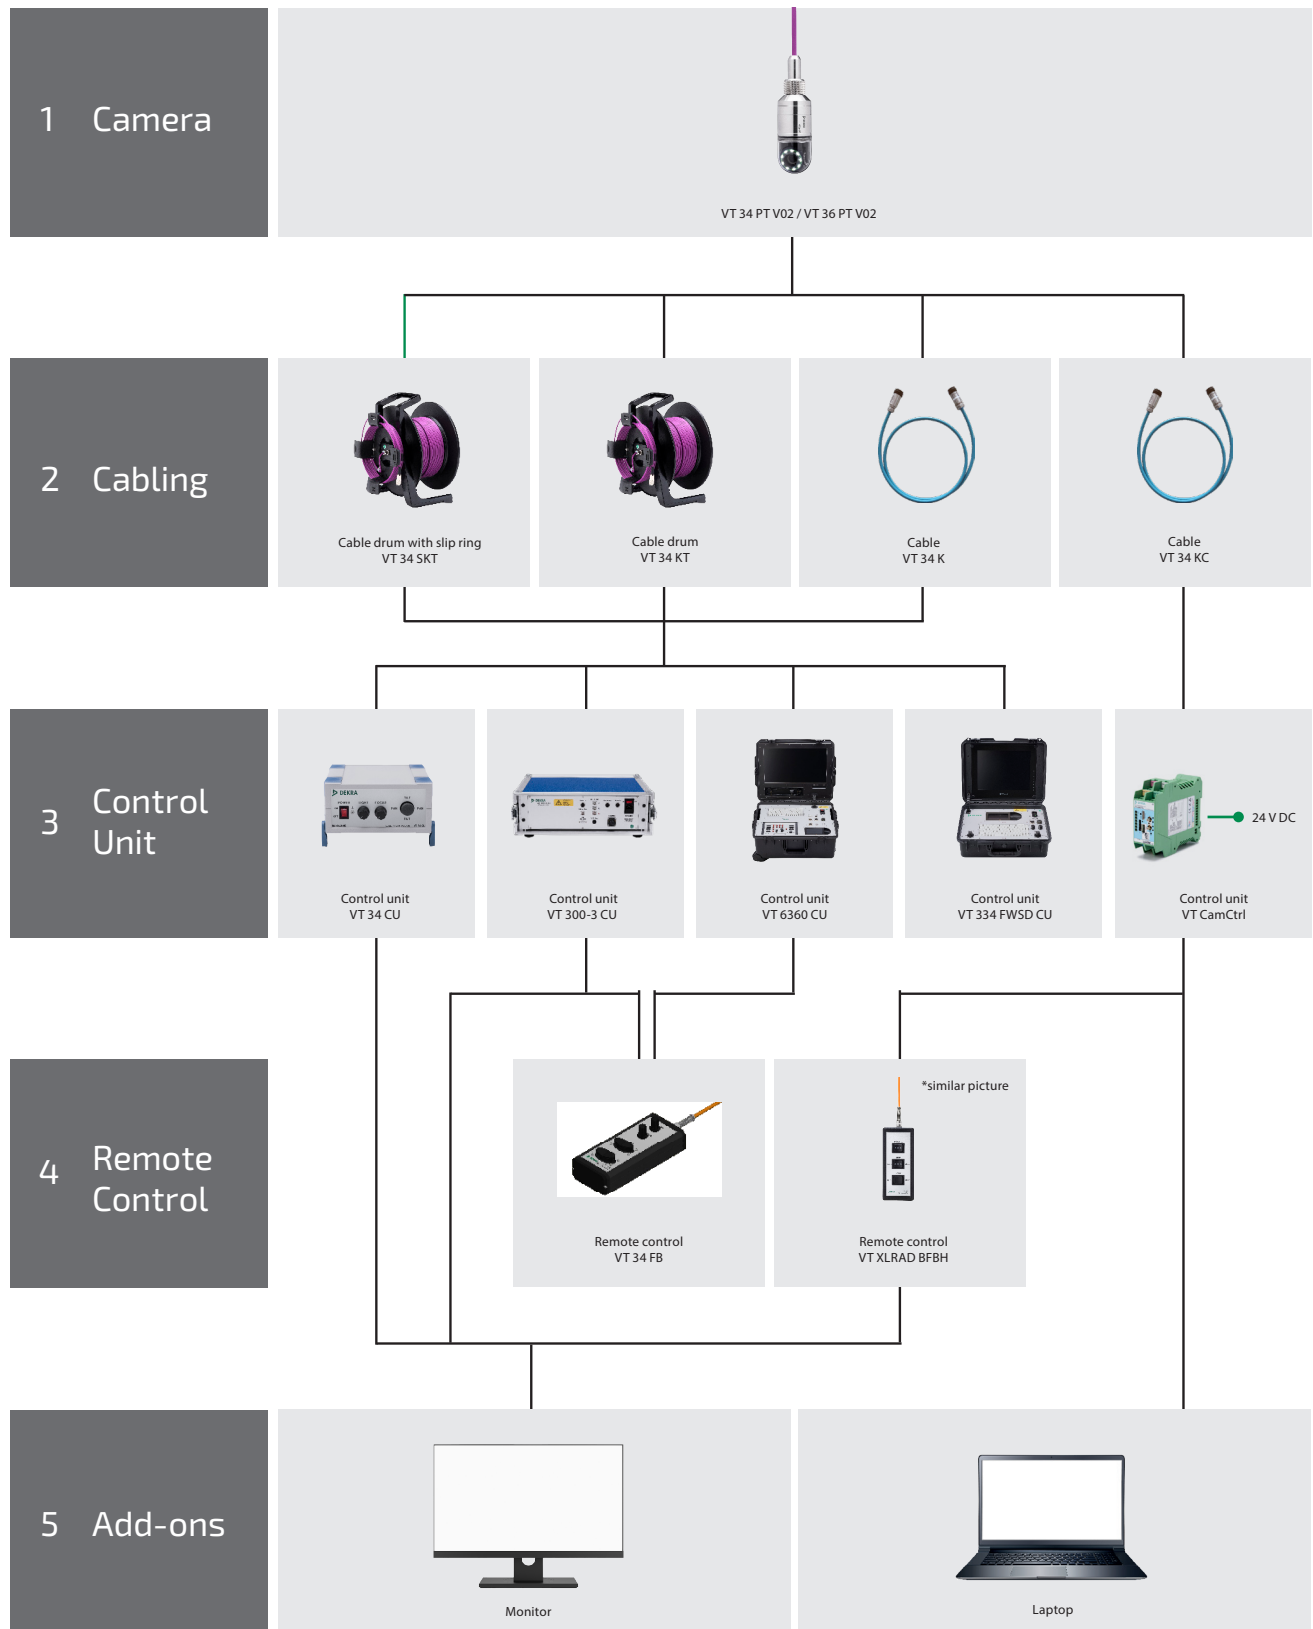 1 Camera
VT 34 PT V02 / VT 36 PT V02
2 Cabling
Cable drum with slip ring
VT 34 SKT
Cable drum
VT 34 KT
Cable
VT 34 K
Cable
VT 34 KC
3 Control
Unit
DEKRA
DEKRA
24 V DC
Control unit
VT 34 CU
Control unit
VT 300-3 CU
Control unit
VT 6360 CU
Control unit
VT 334 FWSD CU
Control unit
VT CamCtrl
4 Remote
Control
*similar picture
Remote control
VT 34 FB
Remote control
VT XLRAD BFBH
5 Add-ons
Monitor
Laptop